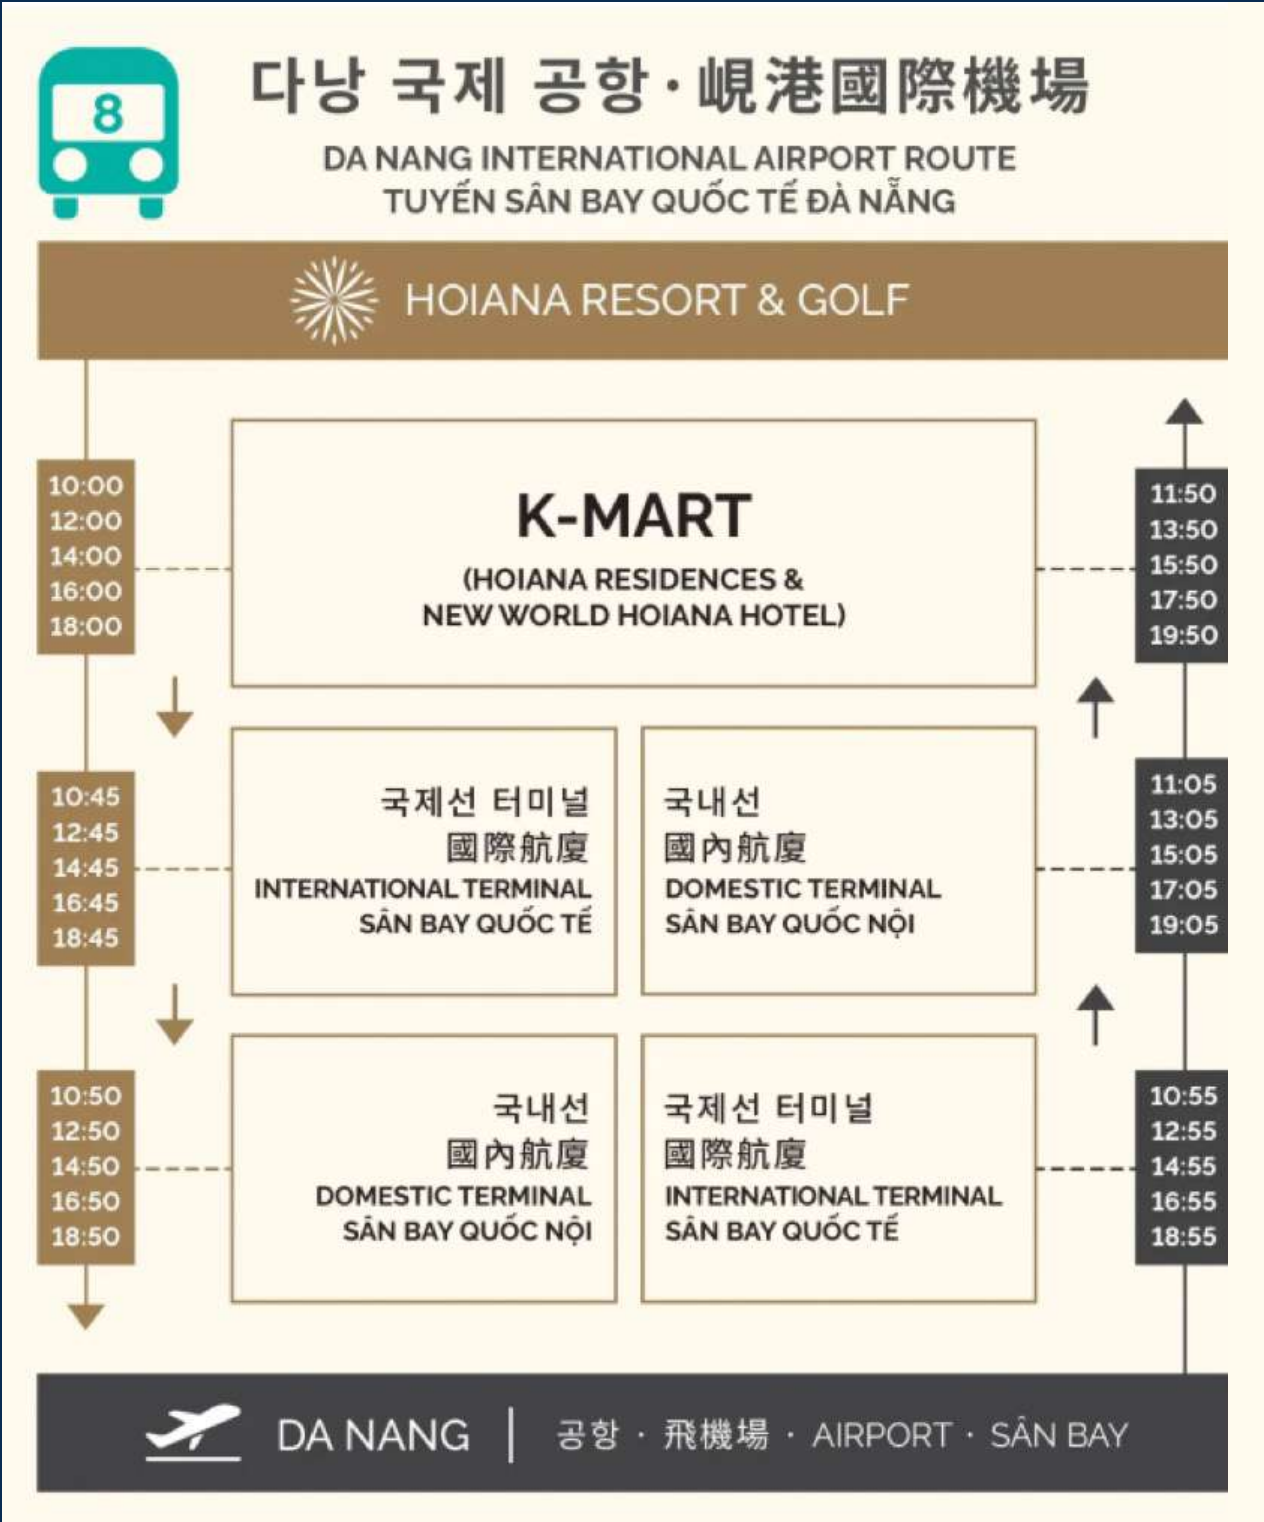 8
다낭 국제 공항·峴港國際機場
DA NANG INTERNATIONAL AIRPORT ROUTE
TUYẾN SÂN BAY QUỐC TẾ ĐÀ NẴNG
HOIANA RESORT & GOLF
10:00
12:00
14:00
16:00
18:00
K-MART
(HOIANA RESIDENCES &
NEW WORLD HOIANA HOTEL)
11:50
13:50
15:50
17:50
19:50
10:45
12:45
14:45
16:45
18:45
국제선 터미널
國際航廈
INTERNATIONAL TERMINAL
SÂN BAY QUỐC TẾ
국내선
國內航廈
DOMESTIC TERMINAL
SÂN BAY QUỐC NỘI
11:05
13:05
15:05
17:05
19:05
10:50
12:50
14:50
16:50
18:50
국내선
國內航廈
DOMESTIC TERMINAL
SÂN BAY QUỐC NỘI
국제선 터미널
國際航廈
INTERNATIONAL TERMINAL
SÂN BAY QUỐC TẾ
10:55
12:55
14:55
16:55
18:55
DA NANG | 공항 · 飛機場 · AIRPORT · SÂN BAY